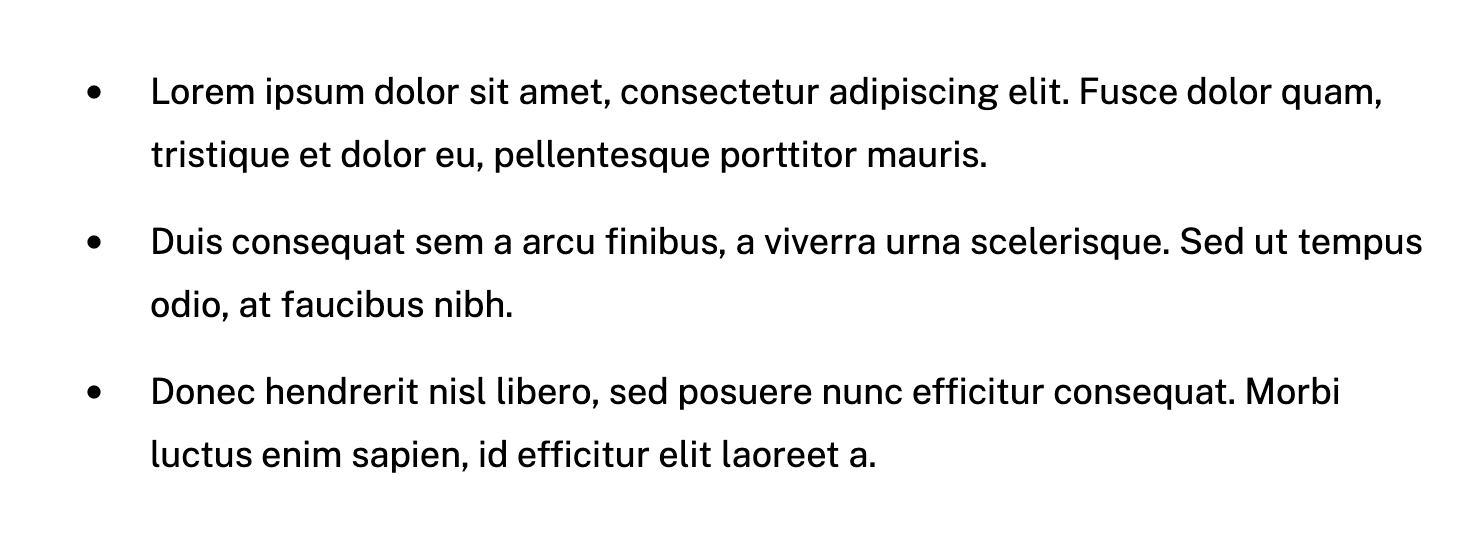 • Lorem ipsum dolor sit amet, consectetur adipiscing elit. Fusce dolor quam,
tristique et dolor eu, pellentesque porttitor mauris.
• Duis consequat sem a arcu finibus, a viverra urna scelerisque. Sed ut tempus
odio, at faucibus nibh.
• Donec hendrerit nisl libero, sed posuere nunc efficitur consequat. Morbi
luctus enim sapien, id efficitur elit laoreet a.